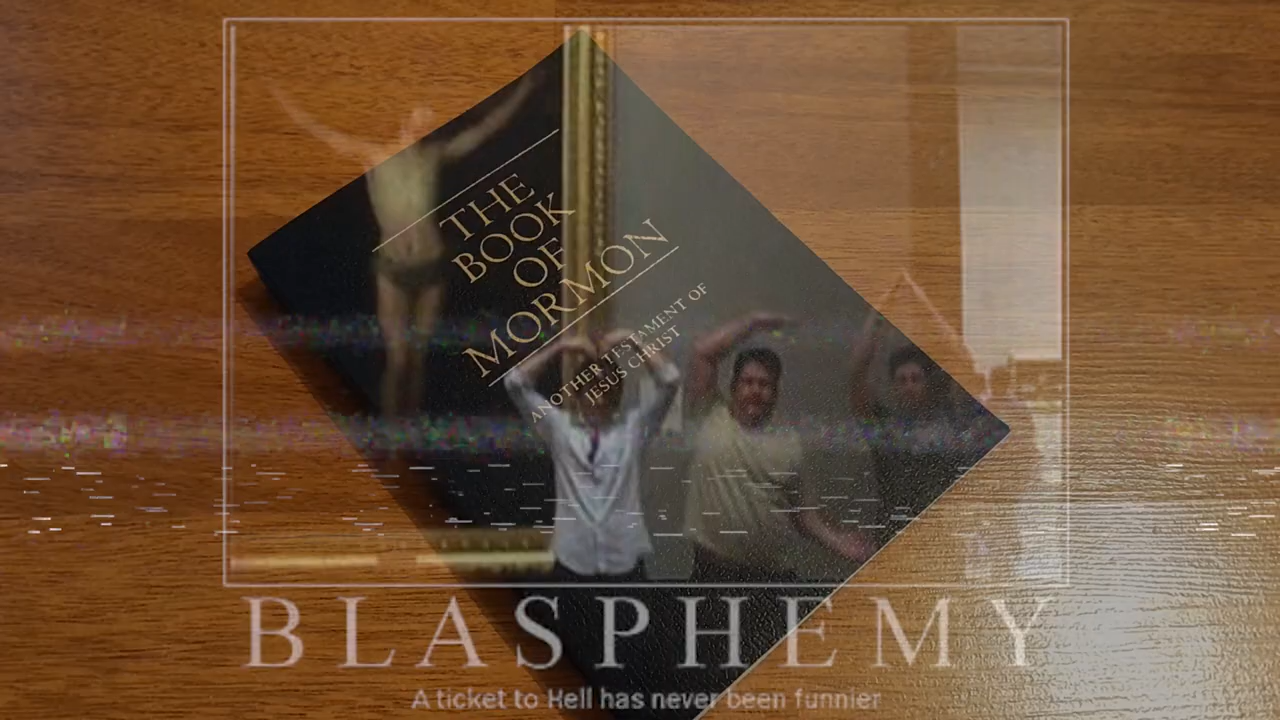 THE
BOOK
OF
MORMON
ANOTHER TESTAMENT OF
JESUS CHRIST
BLASPHEMY
A ticket to Hell has never been funnier